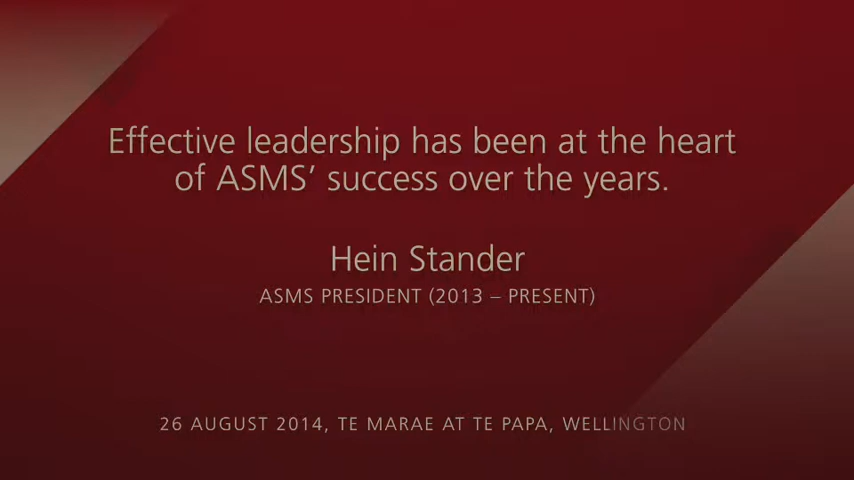 Effective leadership has been at the heart
of ASMS’ success over the years.
Hein Stander
ASMS PRESIDENT (2013 – PRESENT)
26 AUGUST 2014, TE MARAE AT TE PAPA, WELLINGTON